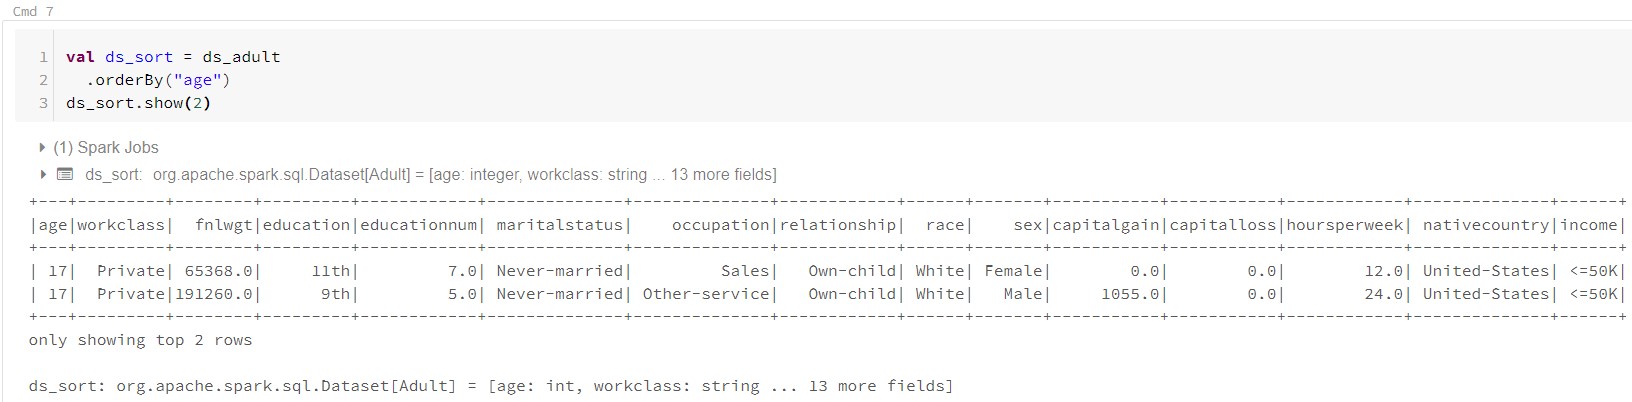 Cmd 7
1 val ds_sort = ds_adult
2   .orderBy("age")
3 ds_sort.show(2)
(1) Spark Jobs
ds_sort: org.apache.spark.sql.Dataset[Adult] = [age: integer, workclass: string ... 13 more fields]
+---+---------+--------+---------+------------+--------------+--------------+------------+------+-------+-----------+-----------+------------+--------------+------+
|age|workclass|  fnlwgt|education|educationnum| maritalstatus|    occupation|relationship|  race|    sex|capitalgain|capitalloss|hoursperweek| nativecountry|income|
+---+---------+--------+---------+------------+--------------+--------------+------------+------+-------+-----------+-----------+------------+--------------+------+
| 17|  Private| 65368.0|     11th|         7.0| Never-married|         Sales|   Own-child| White| Female|        0.0|        0.0|        12.0| United-States| <=50K|
| 17|  Private|191260.0|      9th|         5.0| Never-married| Other-service|   Own-child| White|   Male|     1055.0|        0.0|        24.0| United-States| <=50K|
+---+---------+--------+---------+------------+--------------+--------------+------------+------+-------+-----------+-----------+------------+--------------+------+
only showing top 2 rows
ds_sort: org.apache.spark.sql.Dataset[Adult] = [age: int, workclass: string ... 13 more fields]